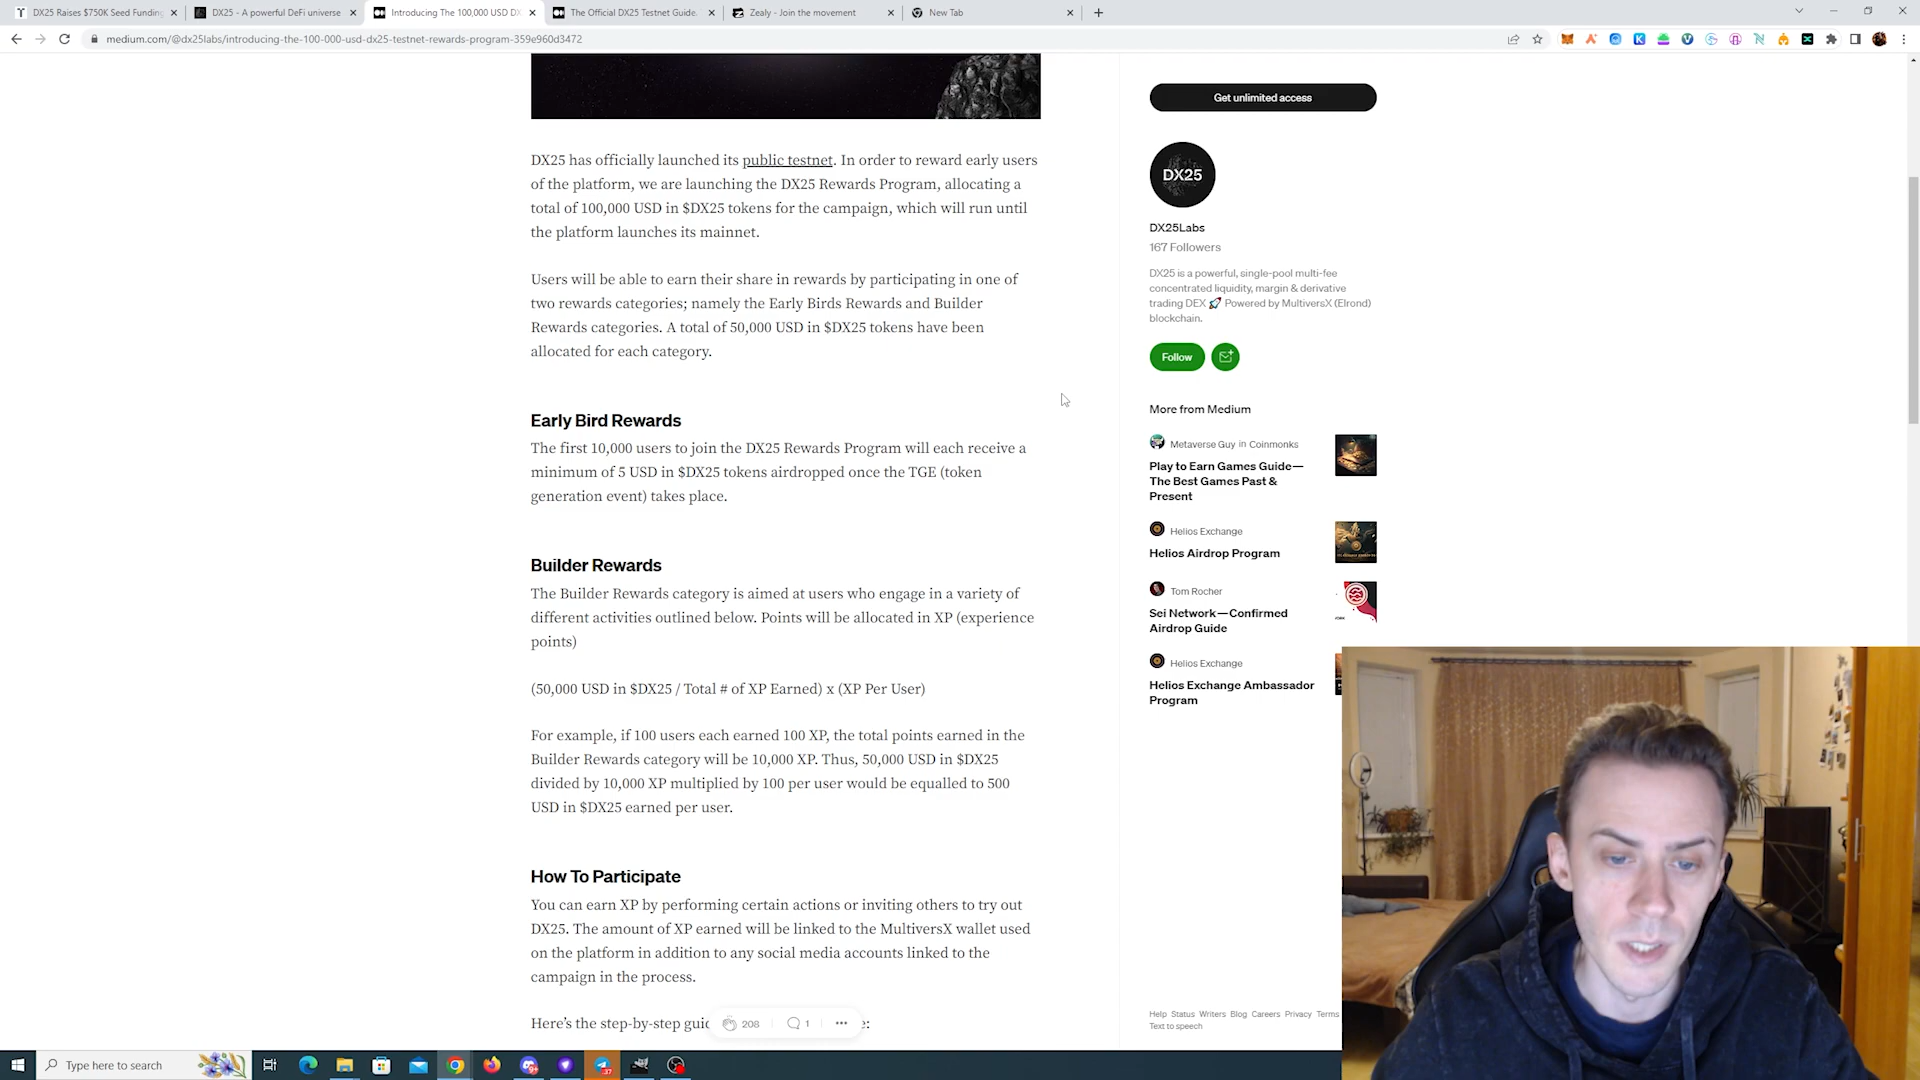 DX25 Raises $750K Seed Funding
DX25 - A powerful DeFi universe
Introducing The 100,000 USD DX
The Official DX25 Testnet Guide.
Zealy - Join the movement
New Tab
medium.com/@dx25labs/introducing-the-100-000-usd-dx25-testnet-rewards-program-359e960d3472
DX25 has officially launched its public testnet. In order to reward early users
of the platform, we are launching the DX25 Rewards Program, allocating a
total of 100,000 USD in $DX25 tokens for the campaign, which will run until
the platform launches its mainnet.
Users will be able to earn their share in rewards by participating in one of
two rewards categories; namely the Early Birds Rewards and Builder
Rewards categories. A total of 50,000 USD in $DX25 tokens have been
allocated for each category.
Early Bird Rewards
The first 10,000 users to join the DX25 Rewards Program will each receive a
minimum of 5 USD in $DX25 tokens airdropped once the TGE (token
generation event) takes place.
Builder Rewards
The Builder Rewards category is aimed at users who engage in a variety of
different activities outlined below. Points will be allocated in XP (experience
points)
(50,000 USD in $DX25 / Total # of XP Earned) x (XP Per User)
For example, if 100 users each earned 100 XP, the total points earned in the
Builder Rewards category will be 10,000 XP. Thus, 50,000 USD in $DX25
divided by 10,000 XP multiplied by 100 per user would be equalled to 500
USD in $DX25 earned per user.
How To Participate
You can earn XP by performing certain actions or inviting others to try out
DX25. The amount of XP earned will be linked to the MultiversX wallet used
on the platform in addition to any social media accounts linked to the
campaign in the process.
Here's the step-by-step guid
208
1
e:
Get unlimited access
DX25
DX25Labs
167 Followers
DX25 is a powerful, single-pool multi-fee
concentrated liquidity, margin & derivative
trading DEX 🚀 Powered by MultiversX (Elrond)
blockchain.
Follow
More from Medium
Metaverse Guy in Coinmonks
Play to Earn Games Guide—
The Best Games Past &
Present
Helios Exchange
Helios Airdrop Program
Tom Rocher
Sei Network—Confirmed
Airdrop Guide
Helios Exchange
Helios Exchange Ambassador
Program
Help Status Writers Blog Careers Privacy Terms
Text to speech
Type here to search
37